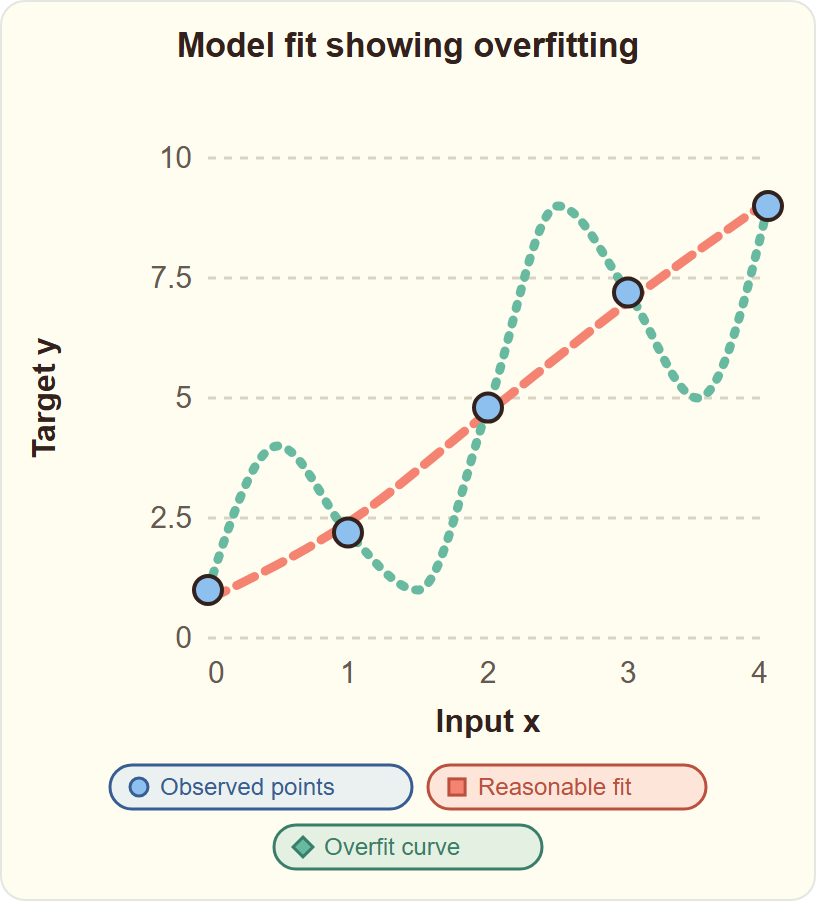 Model fit showing overfitting
10
7.5
5
2.5
0
Target y
0 1 2 3 4
Input x
Observed points
Reasonable fit
Overfit curve